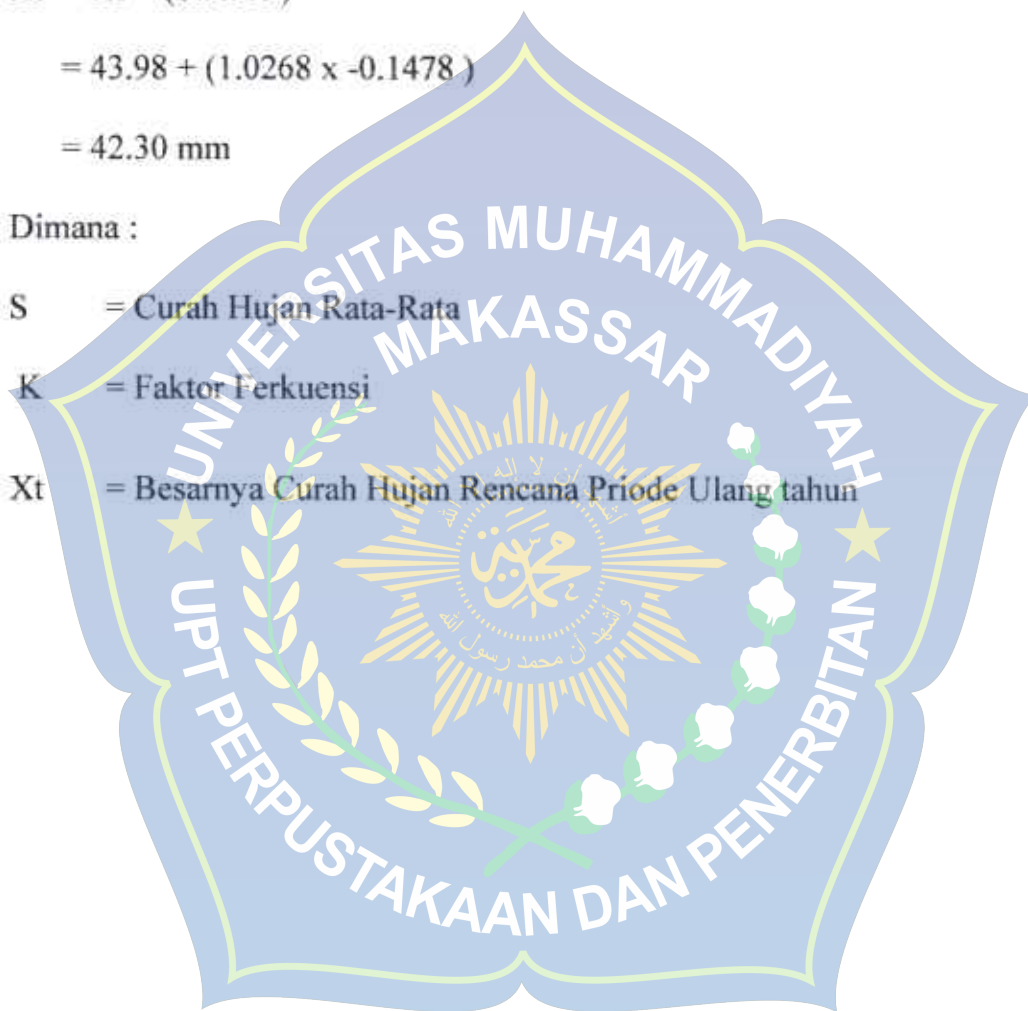 = 43.98 + (1.0268 x -0.1478 )
= 42.30 mm
Dimana :
S = Curah Hujan Rata-Rata
K = Faktor Ferkuensi
Xt = Besarnya Curah Hujan Rencana Priode Ulang tahun
UNIVERSITAS MUHAMMADIYAH
MAKASSAR
محمدية
UPT PERPUSTAKAAN DAN PENERBITAN